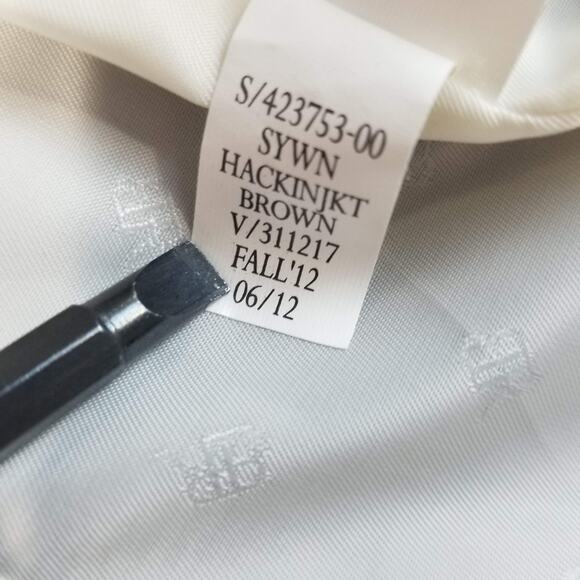 S/423753-00
SYWN
HACKINJKT
BROWN
V/311217
FALL'12
06/12